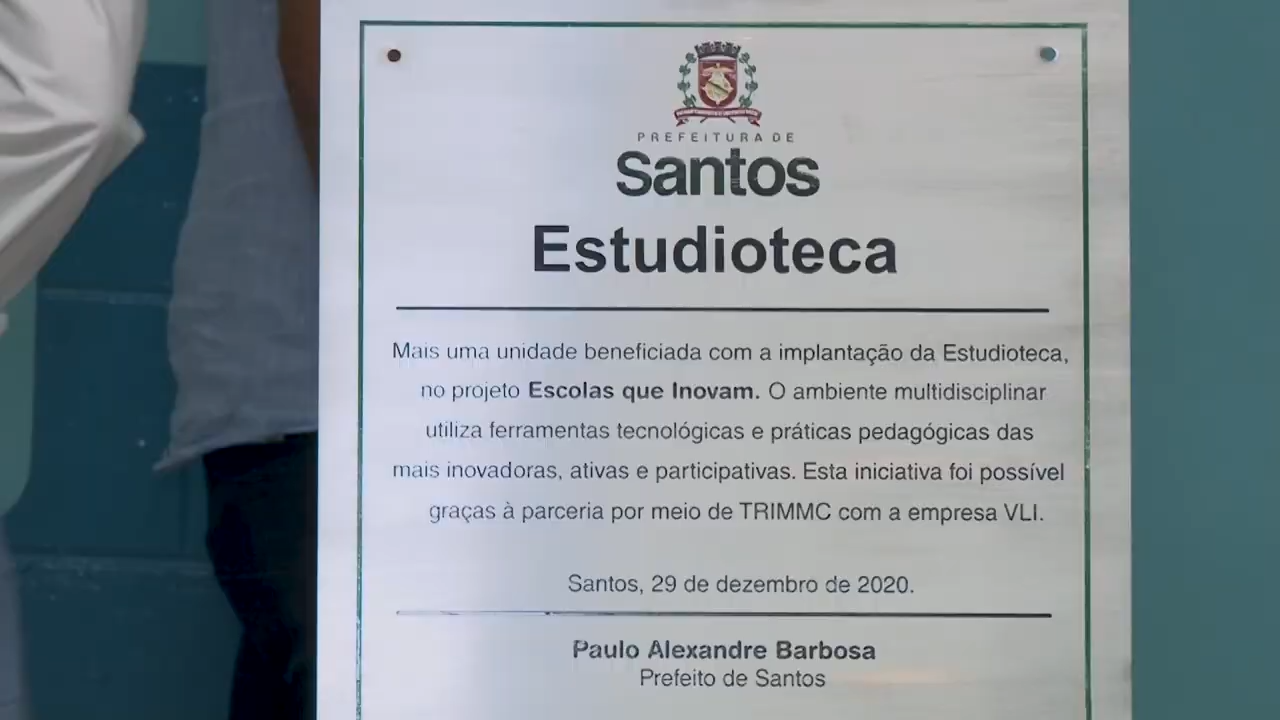 PREFEITURA DE
Santos
Estudioteca
Mais uma unidade beneficiada com a implantação da Estudioteca,
no projeto Escolas que Inovam. O ambiente multidisciplinar
utiliza ferramentas tecnológicas e práticas pedagógicas das
mais inovadoras, ativas e participativas. Esta iniciativa foi possível
graças à parceria por meio de TRIMMC com a empresa VLI.
Santos, 29 de dezembro de 2020.
Paulo Alexandre Barbosa
Prefeito de Santos